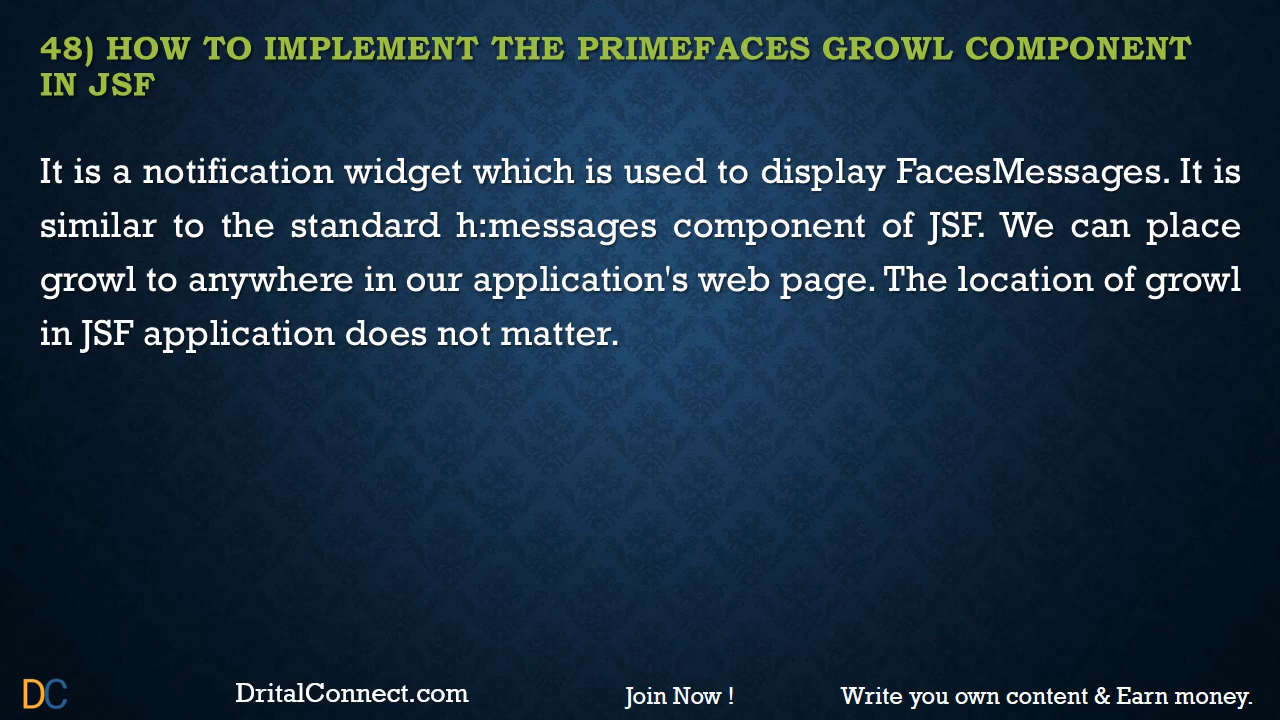 48) HOW TO IMPLEMENT THE PRIMEFACES GROWL COMPONENT
IN JSF
It is a notification widget which is used to display FacesMessages. It is
similar to the standard h:messages component of JSF. We can place
growl to anywhere in our application's web page. The location of growl
in JSF application does not matter.
DC
DritalConnect.com
Join Now !
Write you own content & Earn money.